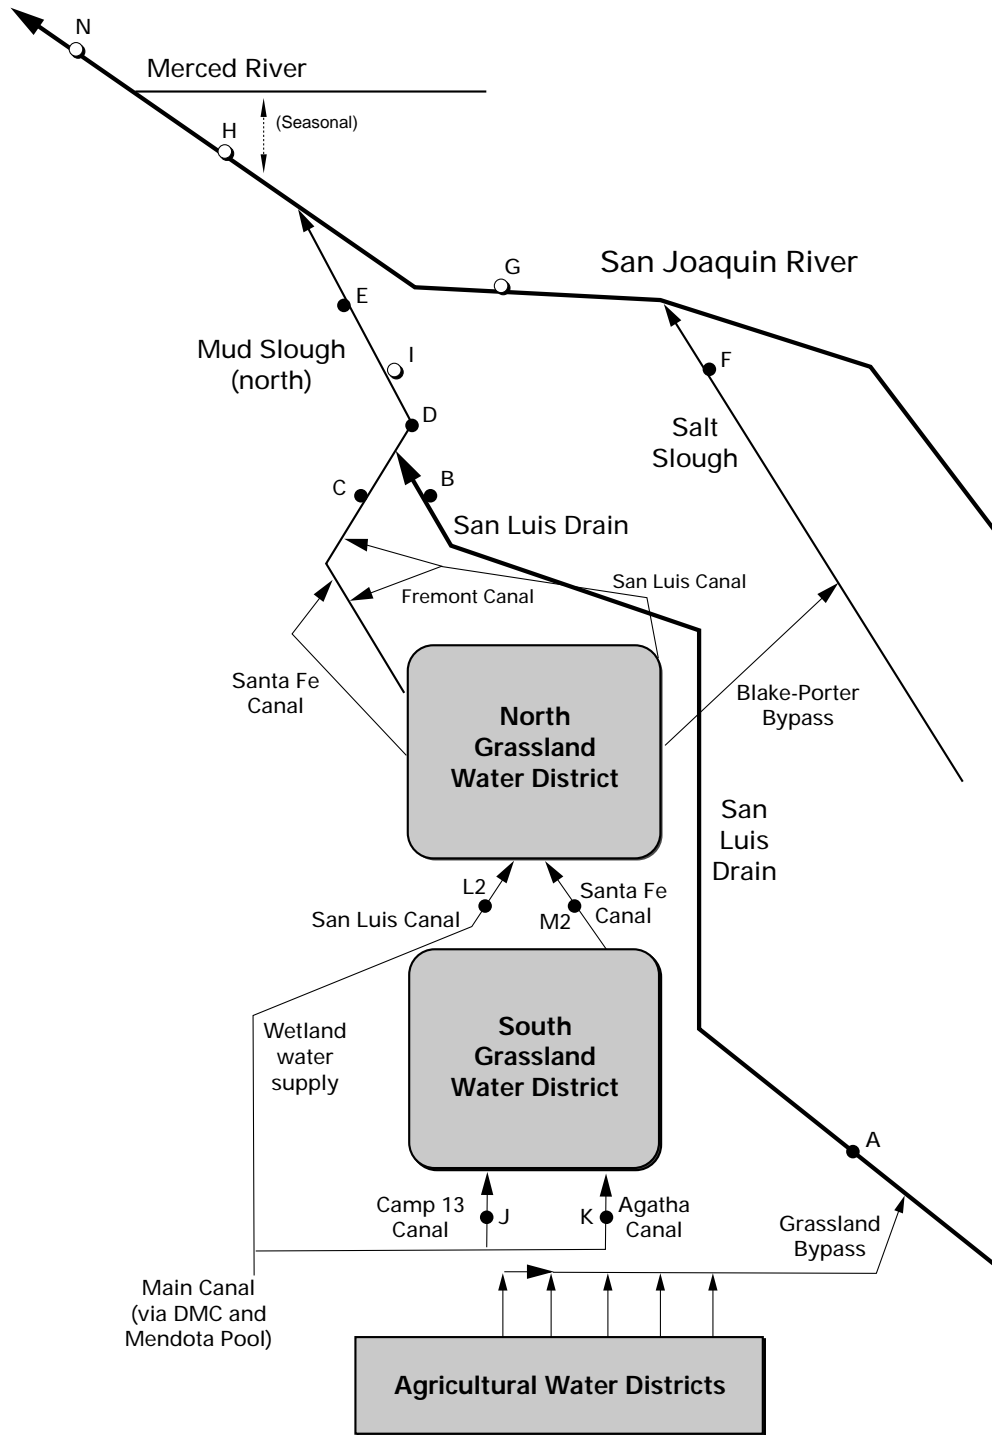 N
Merced River
(Seasonal)
H
San Joaquin River
G
E
Mud Slough
(north)
I
F
D
Salt
Slough
C
B
San Luis Drain
San Luis Canal
Fremont Canal
Santa Fe
Canal
Blake-Porter
Bypass
North
Grassland
Water District
San
Luis
Drain
L2
San Luis Canal
Santa Fe
Canal
M2
South
Grassland
Water District
Wetland
water
supply
A
Camp 13
Canal
J
K
Agatha
Canal
Grassland
Bypass
Main Canal
(via DMC and
Mendota Pool)
Agricultural Water Districts